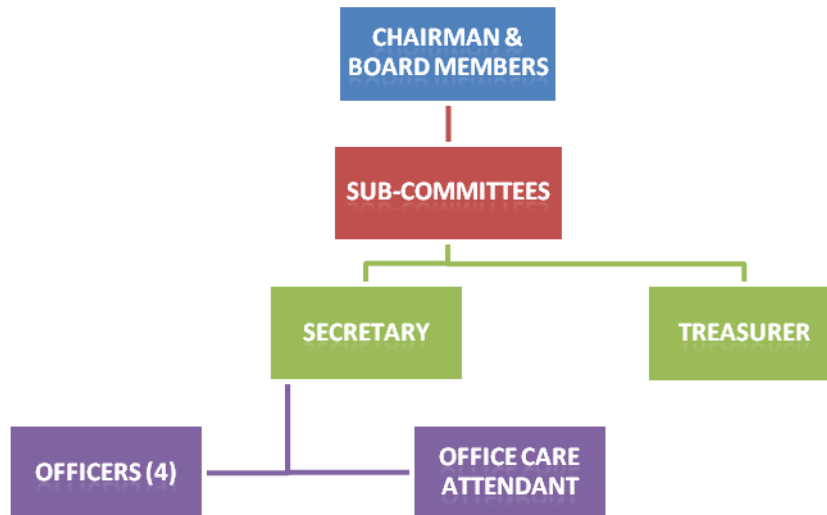 CHAIRMAN &
BOARD MEMBERS
SUB-COMMITTEES
SECRETARY
TREASURER
OFFICERS (4)
OFFICE CARE
ATTENDANT